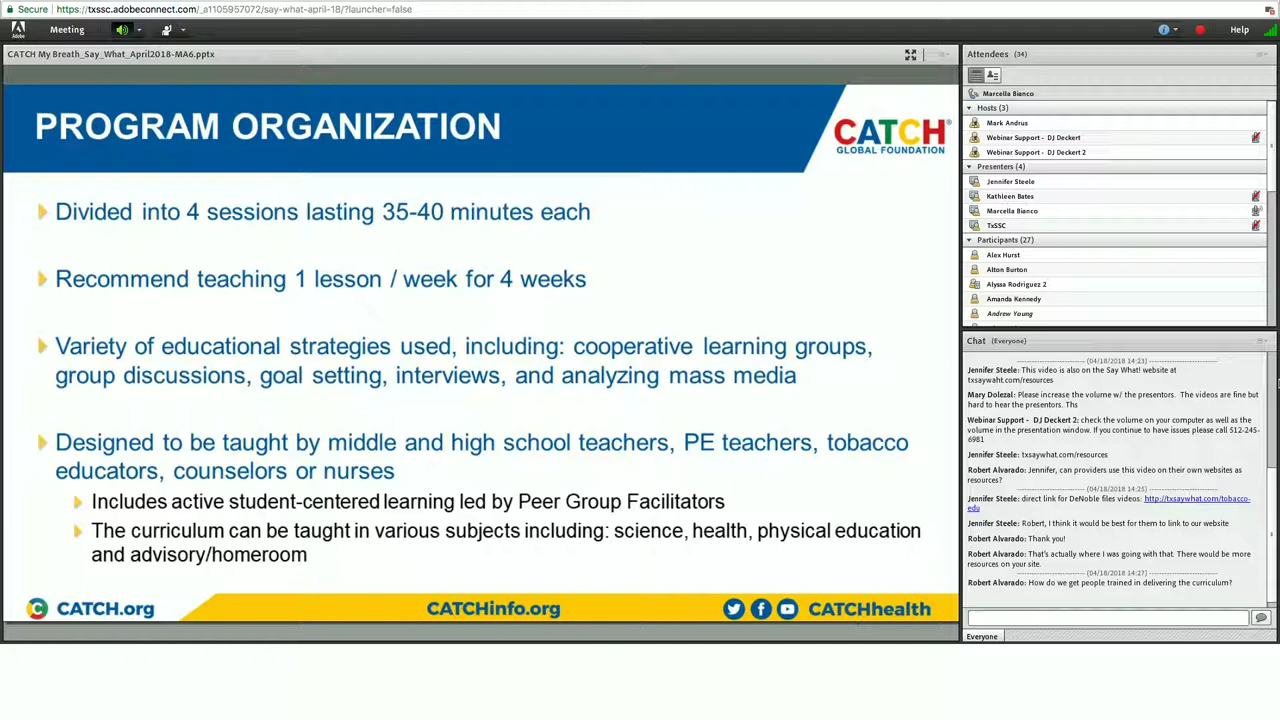 Secure
https://txssc.adobeconnect.com/_a1105957072/say-what-april-18/?launcher=false
Adobe
Meeting
Help
CATCH My Breath_Say_What_April2018-MA6.pptx
PROGRAM ORGANIZATION
CATCH®
GLOBAL FOUNDATION
Divided into 4 sessions lasting 35-40 minutes each
Recommend teaching 1 lesson / week for 4 weeks
Variety of educational strategies used, including: cooperative learning groups,
group discussions, goal setting, interviews, and analyzing mass media
Designed to be taught by middle and high school teachers, PE teachers, tobacco
educators, counselors or nurses
Includes active student-centered learning led by Peer Group Facilitators
The curriculum can be taught in various subjects including: science, health, physical education
and advisory/homeroom
C CATCH.org
CATCHinfo.org
CATCHhealth
Attendees (34)
Marcella Bianco
Hosts (3)
Mark Andrus
Webinar Support - DJ Deckert
Webinar Support - DJ Deckert 2
Presenters (4)
Jennifer Steele
Kathleen Bates
Marcella Bianco
TxSSC
Participants (27)
Alex Hurst
Alton Burton
Alyssa Rodriguez 2
Amanda Kennedy
Andrew Young
Chat (Everyone)
(04/18/2018 14:23)
Jennifer Steele: This video is also on the Say What! website at
txsaywaht.com/resources
Mary Dolezal: Please increase the volume w/ the presentors. The videos are fine but
hard to hear the presentors. Ths
Webinar Support - DJ Deckert 2: check the volume on your computer as well as the
volume in the presentation window. If you continue to have issues please call 512-245-
6981
Jennifer Steele: txsaywhat.com/resources
Robert Alvarado: Jennifer, can providers use this video on their own websites as
resources?
(04/18/2018 14:25)
Jennifer Steele: direct link for DeNoble files videos: http://txsaywhat.com/tobacco-
edu
Jennifer Steele: Robert, I think it would be best for them to link to our website
Robert Alvarado: Thank you!
Robert Alvarado: That's actually where I was going with that. There would be more
resources on your site.
(04/18/2018 14:27)
Robert Alvarado: How do we get people trained in delivering the curriculum?
Everyone